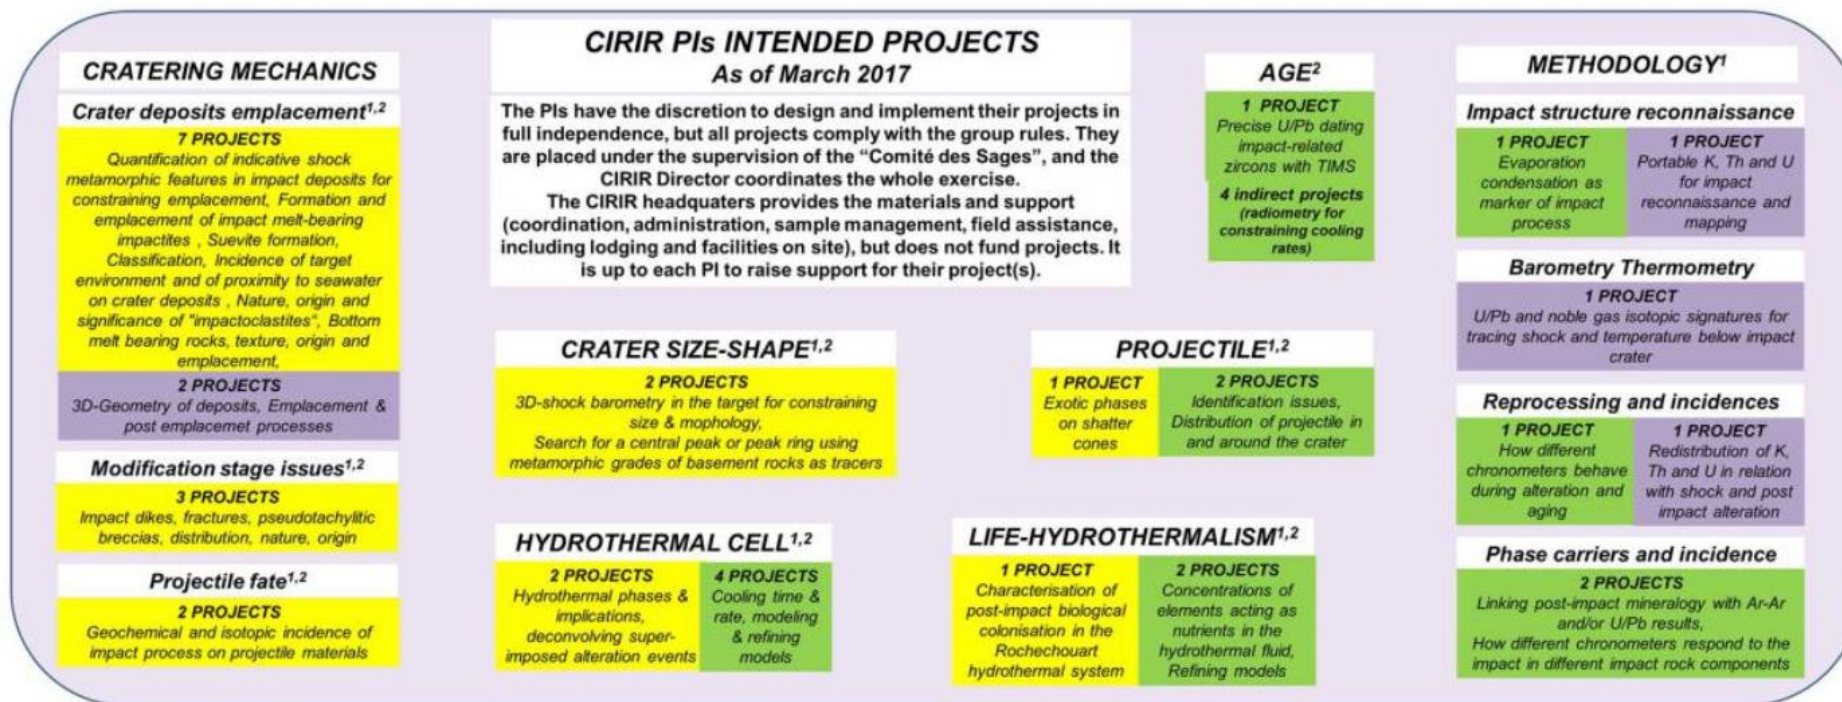 CRATERING MECHANICS
Crater deposits emplacement1,2
7 PROJECTS
Quantification of indicative shock
metamorphic features in impact deposits for
constraining emplacement, Formation and
emplacement of impact melt-bearing
impactites , Suevite formation,
Classification, Incidence of target
environment and of proximity to seawater
on crater deposits , Nature, origin and
significance of "impactoclastites“, Bottom
melt bearing rocks, texture, origin and
emplacement,
2 PROJECTS
3D-Geometry of deposits, Emplacement &
post emplacemet processes
Modification stage issues1,2
3 PROJECTS
Impact dikes, fractures, pseudotachylitic
breccias, distribution, nature, origin
Projectile fate1,2
2 PROJECTS
Geochemical and isotopic incidence of
impact process on projectile materials
CIRIR PIs INTENDED PROJECTS
As of March 2017
The PIs have the discretion to design and implement their projects in
full independence, but all projects comply with the group rules. They
are placed under the supervision of the “Comité des Sages”, and the
CIRIR Director coordinates the whole exercise.
The CIRIR headquaters provides the materials and support
(coordination, administration, sample management, field assistance,
including lodging and facilities on site), but does not fund projects. It
is up to each PI to raise support for their project(s).
AGE2
1 PROJECT
Precise U/Pb dating
impact-related
zircons with TIMS
4 indirect projects
(radiometry for
constraining cooling
rates)
CRATER SIZE-SHAPE1,2
2 PROJECTS
3D-shock barometry in the target for constraining
size & mophology,
Search for a central peak or peak ring using
metamorphic grades of basement rocks as tracers
PROJECTILE1,2
1 PROJECT
Exotic phases
on shatter
cones
2 PROJECTS
Identification issues,
Distribution of projectile in
and around the crater
HYDROTHERMAL CELL1,2
2 PROJECTS
Hydrothermal phases &
implications,
deconvolving super-
imposed alteration events
4 PROJECTS
Cooling time &
rate, modeling
& refining
models
LIFE-HYDROTHERMALISM1,2
1 PROJECT
Characterisation of
post-impact biological
colonisation in the
Rochechouart
hydrothermal system
2 PROJECTS
Concentrations of
elements acting as
nutrients in the
hydrothermal fluid,
Refining models
METHODOLOGY1
Impact structure reconnaissance
1 PROJECT
Evaporation
condensation as
marker of impact
process
1 PROJECT
Portable K, Th and U
for impact
reconnaissance and
mapping
Barometry Thermometry
1 PROJECT
U/Pb and noble gas isotopic signatures for
tracing shock and temperature below impact
crater
Reprocessing and incidences
1 PROJECT
How different
chronometers behave
during alteration and
aging
1 PROJECT
Redistribution of K,
Th and U in relation
with shock and post
impact alteration
Phase carriers and incidence
2 PROJECTS
Linking post-impact mineralogy with Ar-Ar
and/or U/Pb results,
How different chronometers respond to the
impact in different impact rock components